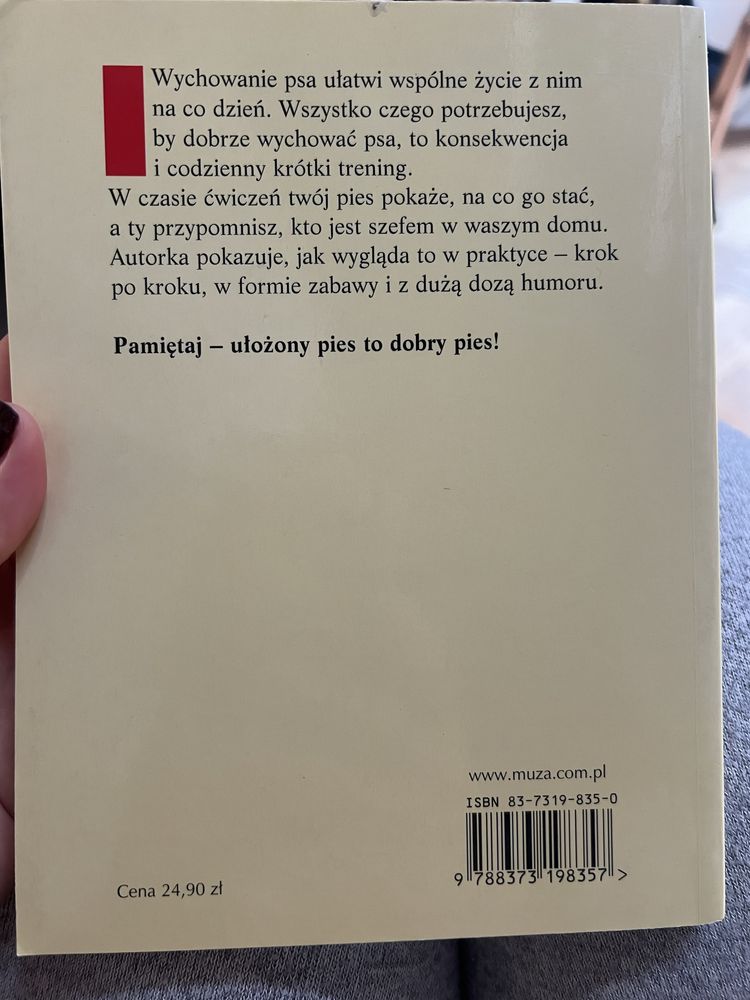 Wychowanie psa ułatwi wspólne życie z nim
na co dzień. Wszystko czego potrzebujesz,
by dobrze wychować psa, to konsekwencja
i codzienny krótki trening.
W czasie ćwiczeń twój pies pokaże, na co go stać,
a ty przypomnisz, kto jest szefem w waszym domu.
Autorka pokazuje, jak wygląda to w praktyce – krok
po kroku, w formie zabawy i z dużą dozą humoru.
Pamiętaj – ułożony pies to dobry pies!
www.muza.com.pl
ISBN 83-7319-835-0
9 788373 198357 >
Cena 24,90 zł